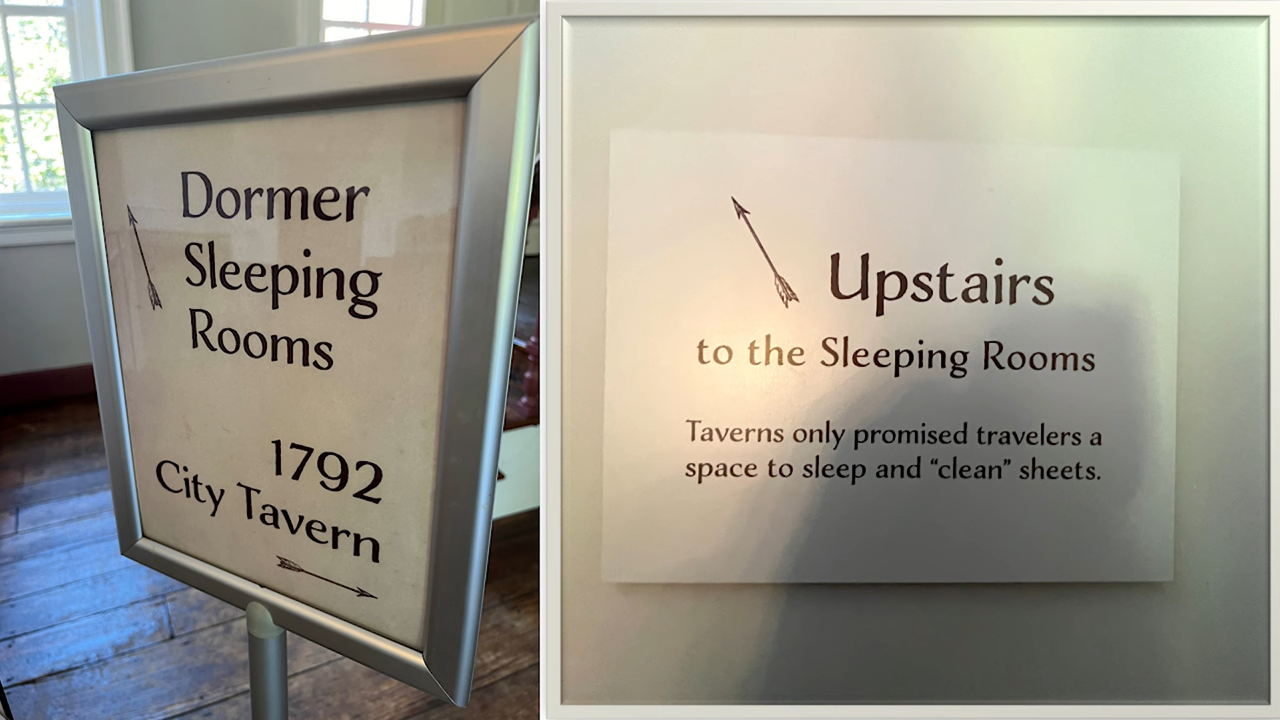 Dormer
Sleeping
Rooms
1792
City Tavern
Upstairs
to the Sleeping Rooms
Taverns only promised travelers a
space to sleep and “clean” sheets.